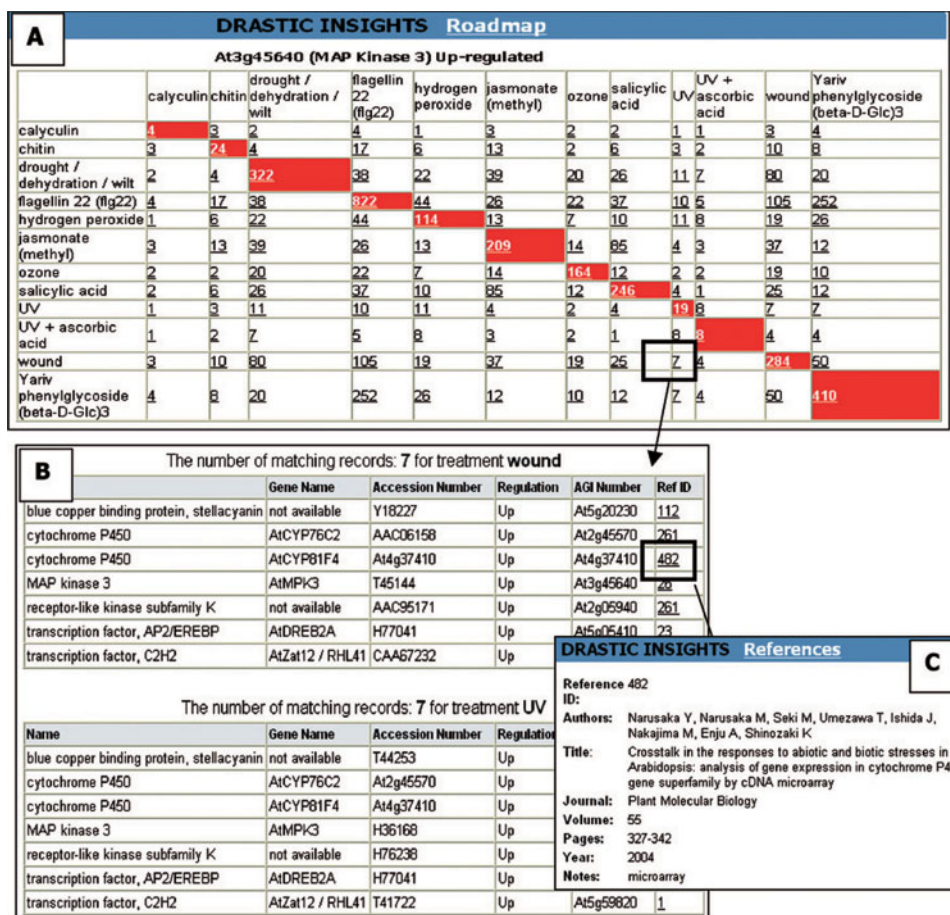 A
DRASTIC INSIGHTS Roadmap
At3g45640 (MAP Kinase 3) Up-regulated
calyculin chitin drought / dehydration / wilt flagellin 22 (flg22) hydrogen peroxide jasmonate (methyl) ozone salicylic acid UV UV + ascorbic acid wound Yariv phenylglycoside (beta-D-Glc)3
calyculin 4 3 2 4 1 3 2 2 1 1 3 4
chitin 3 24 4 17 6 13 2 6 3 2 10 8
drought / dehydration / wilt 2 4 322 38 22 39 20 26 11 7 80 20
flagellin 22 (flg22) 4 17 38 822 44 26 22 37 10 5 105 252
hydrogen peroxide 1 6 22 44 114 13 7 10 11 8 19 26
jasmonate (methyl) 3 13 39 26 13 209 14 85 4 3 37 12
ozone 2 2 20 22 7 14 164 12 2 2 19 10
salicylic acid 2 6 26 37 10 85 12 246 4 1 25 12
UV 1 3 11 10 11 4 2 4 19 8 7 7
UV + ascorbic acid 1 2 7 5 8 3 2 1 8 8 4 4
wound 3 10 80 105 19 37 19 25 7 4 284 50
Yariv phenylglycoside (beta-D-Glc)3 4 8 20 252 26 12 10 12 7 4 50 410
B
The number of matching records: 7 for treatment wound
Gene Name Accession Number Regulation AGI Number Ref ID
blue copper binding protein, stellacyanin not available Y18227 Up At5g20230 112
cytochrome P450 AtCYP76C2 AAC06158 Up At2g45570 261
cytochrome P450 AtCYP81F4 At4g37410 Up At4g37410 482
MAP kinase 3 AtMPK3 T45144 Up At3g45640 26
receptor-like kinase subfamily K not available AAC95171 Up At2g05940 261
transcription factor, AP2/EREBP AtDREB2A H77041 Up At5g05410 23
transcription factor, C2H2 AtZat12 / RHL41 CAA67232 Up
The number of matching records: 7 for treatment UV
Name Gene Name Accession Number Regulation
blue copper binding protein, stellacyanin not available T44253 Up
cytochrome P450 AtCYP76C2 At2g45570 Up
cytochrome P450 AtCYP81F4 At4g37410 Up
MAP kinase 3 AtMPK3 H36168 Up
receptor-like kinase subfamily K not available H76238 Up
transcription factor, AP2/EREBP AtDREB2A H77041 Up
transcription factor, C2H2 AtZat12 / RHL41 T41722 Up At5g59820 1
C
DRASTIC INSIGHTS References
Reference ID: 482
Authors: Narusaka Y, Narusaka M, Seki M, Umezawa T, Ishida J,
Nakajima M, Enju A, Shinozaki K
Title: Crosstalk in the responses to abiotic and biotic stresses in
Arabidopsis: analysis of gene expression in cytochrome P4
gene superfamily by cDNA microarray
Journal: Plant Molecular Biology
Volume: 55
Pages: 327-342
Year: 2004
Notes: microarray